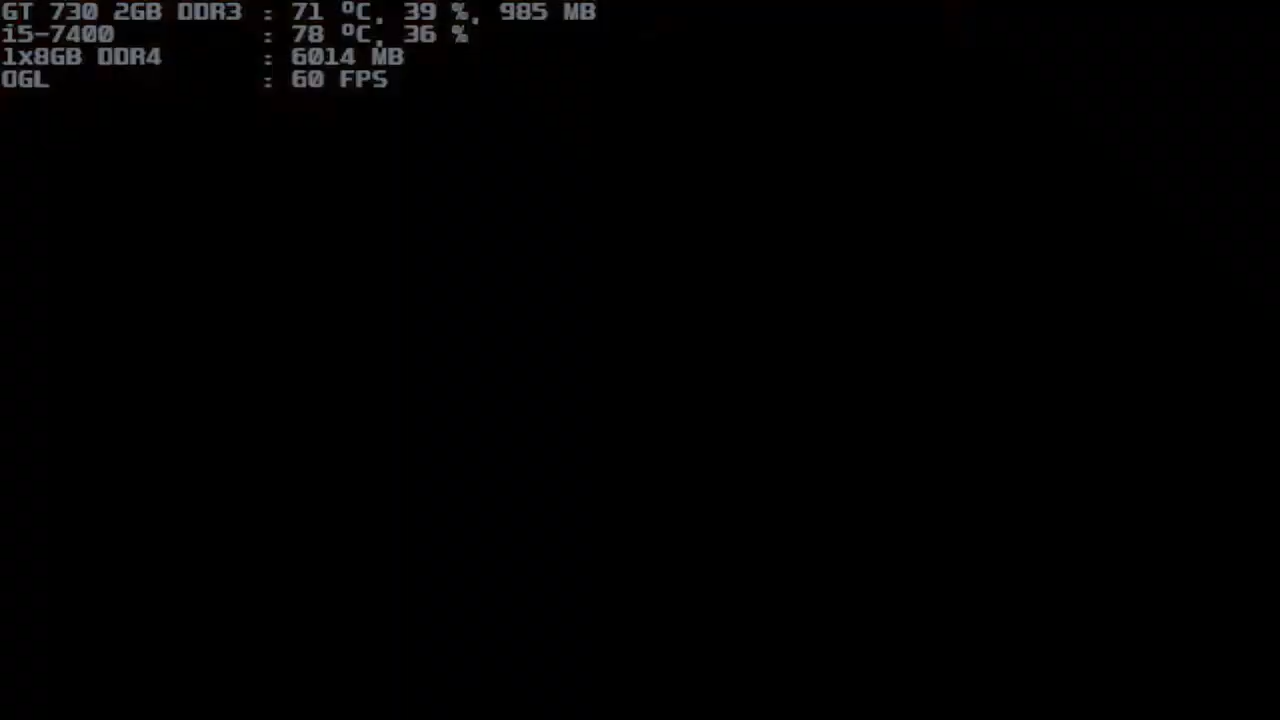 GT 730 2GB DDR3 : 71 ºC, 39 %, 985 MB
i5-7400 : 78 ºC, 36 %
1x8GB DDR4 : 6014 MB
OGL : 60 FPS